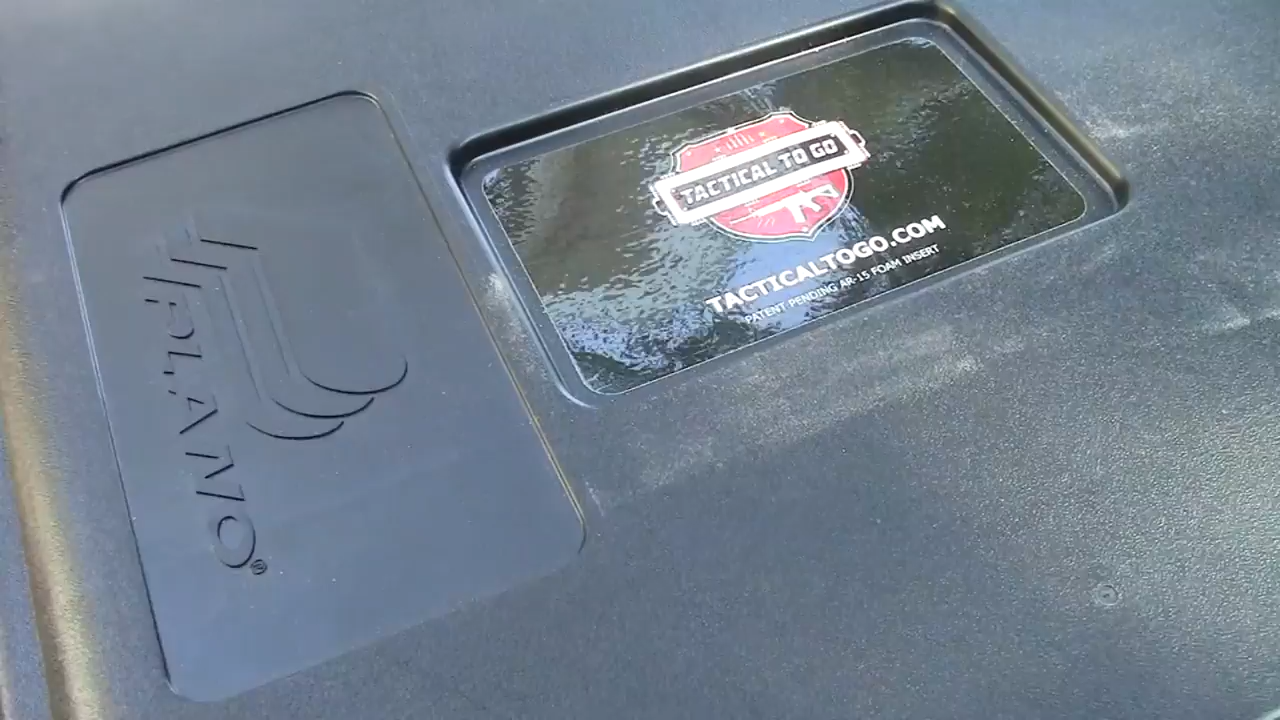 PLANO®
TACTICAL TO GO
TACTICALTOGO.COM
PATENT PENDING AR-15 FOAM INSERT